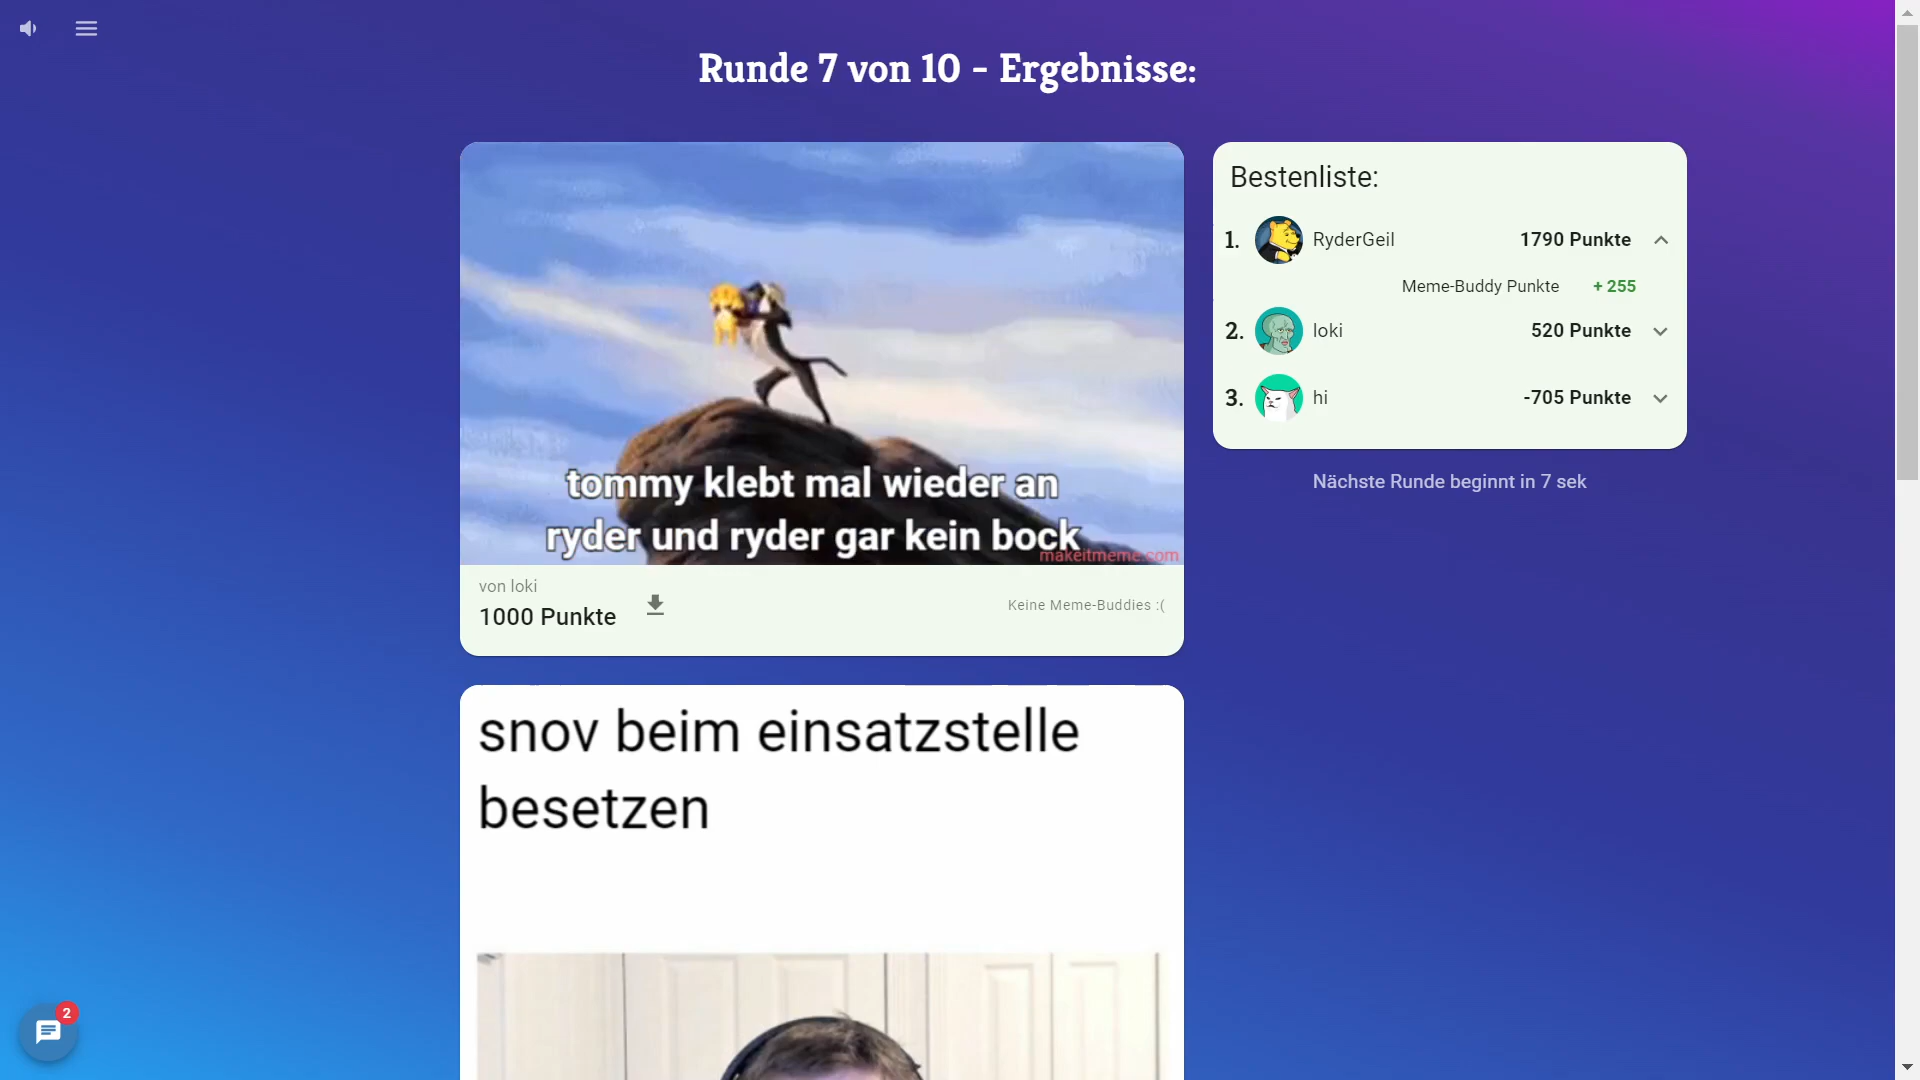 Runde 7 von 10 - Ergebnisse:
tommy klebt mal wieder an
ryder und ryder gar kein bock
makeitmeme.com
von loki
1000 Punkte
Keine Meme-Buddies :(
snov beim einsatzstelle
besetzen
Bestenliste:
1. RyderGeil 1790 Punkte
Meme-Buddy Punkte + 255
2. loki 520 Punkte
3. hi -705 Punkte
Nächste Runde beginnt in 7 sek
2